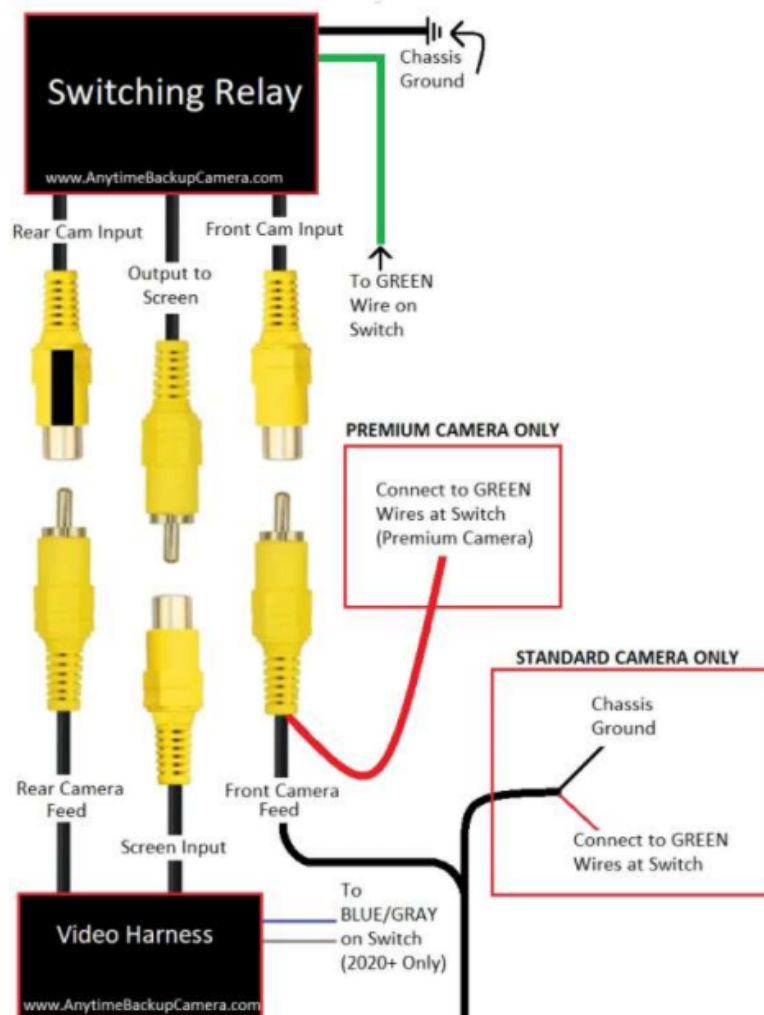 Chassis
Ground
Switching Relay
www.AnytimeBackupCamera.com
Rear Cam Input
Front Cam Input
Output to
Screen
To GREEN
Wire on
Switch
PREMIUM CAMERA ONLY
Connect to GREEN
Wires at Switch
(Premium Camera)
STANDARD CAMERA ONLY
Chassis
Ground
Connect to GREEN
Wires at Switch
Rear Camera
Feed
Front Camera
Feed
Screen Input
To
BLUE/GRAY
on Switch
(2020+ Only)
Video Harness
www.AnytimeBackupCamera.com